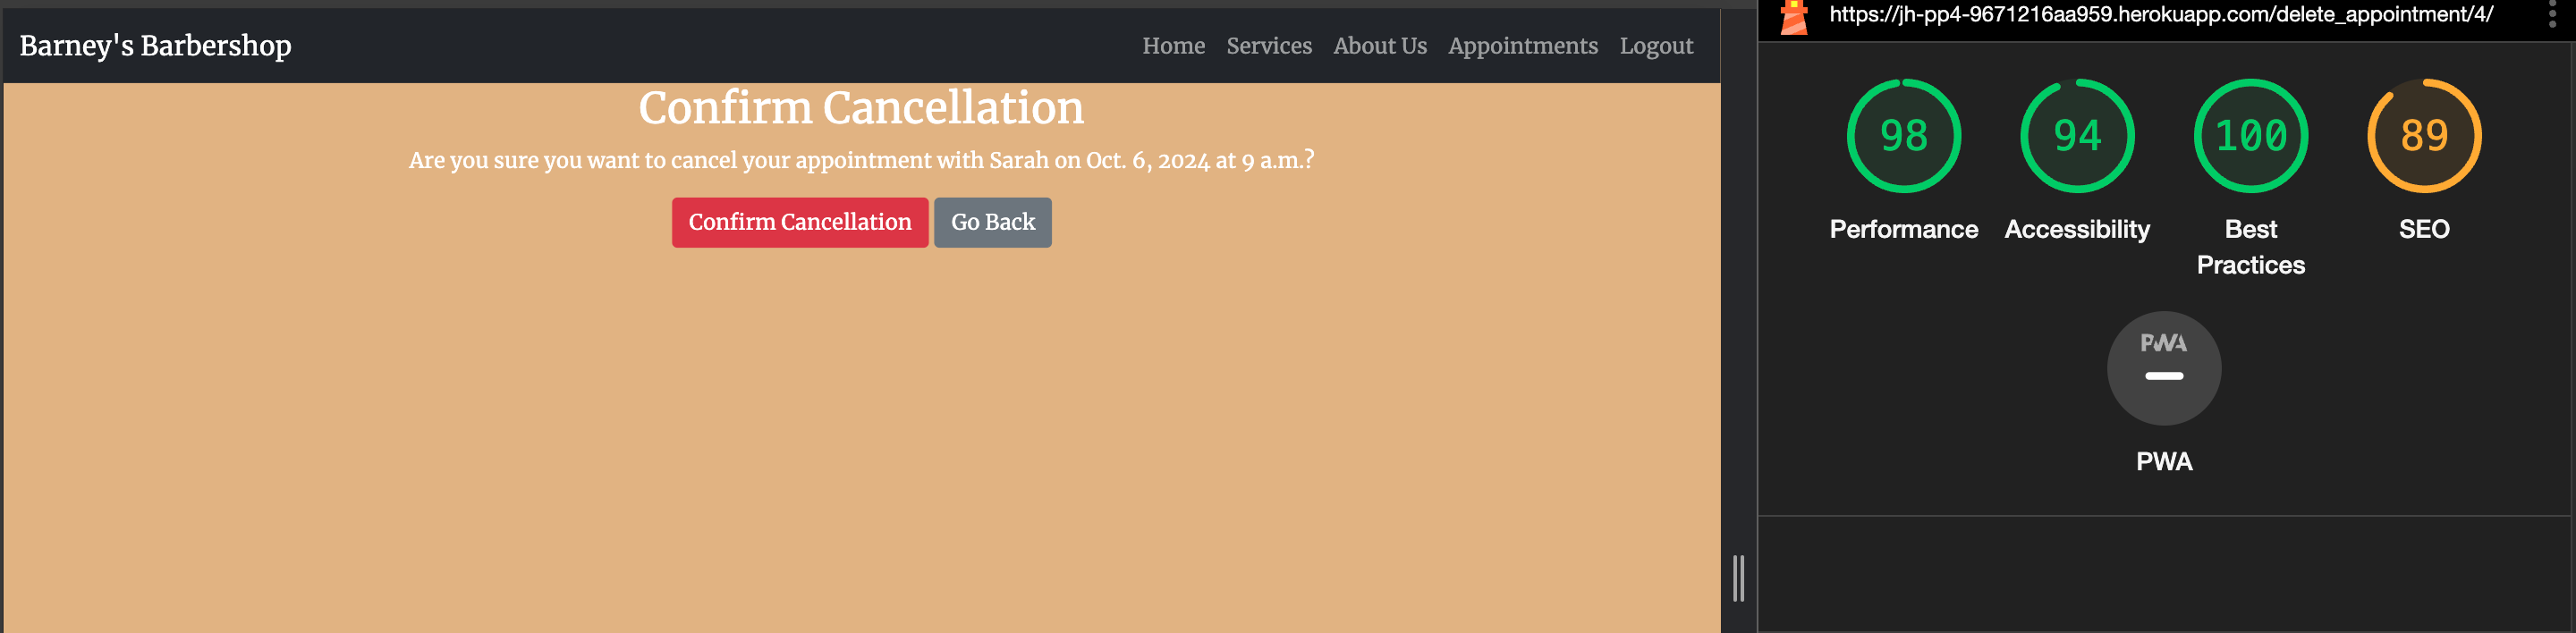 Barney's Barbershop
Home Services About Us Appointments Logout
Confirm Cancellation
Are you sure you want to cancel your appointment with Sarah on Oct. 6, 2024 at 9 a.m.?
Confirm Cancellation Go Back
https://jh-pp4-9671216aa959.herokuapp.com/delete_appointment/4/
98 94 100 89
Performance Accessibility Best Practices SEO
PWA
PWA